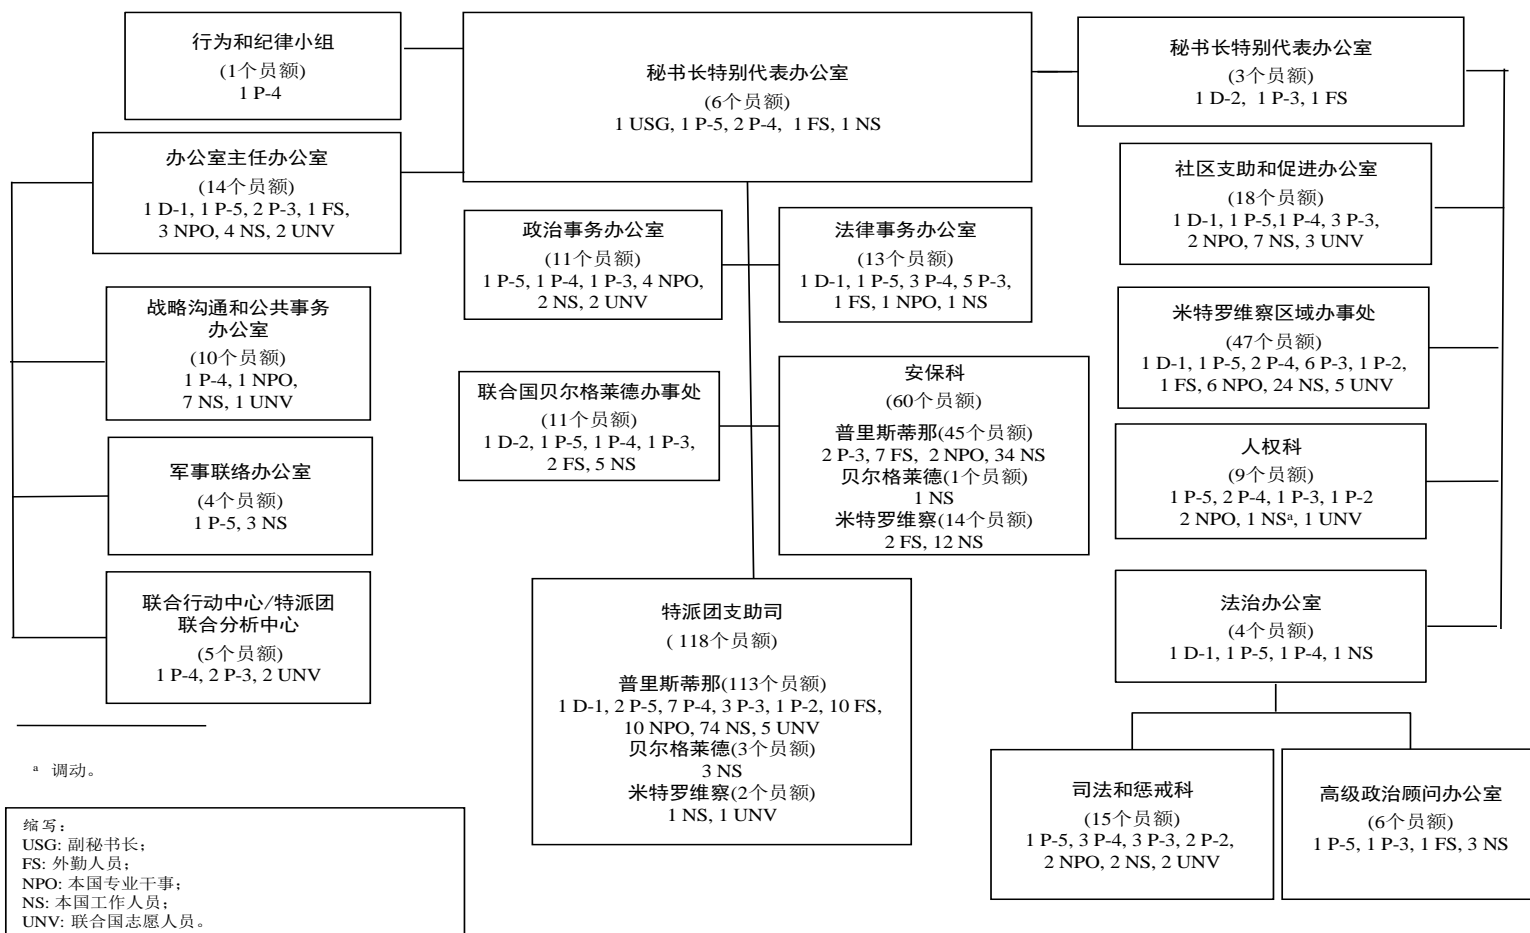 行为和纪律小组
(1个员额)
1 P-4
秘书长特别代表办公室
(6个员额)
1 USG, 1 P-5, 2 P-4, 1 FS, 1 NS
秘书长特别代表办公室
(3个员额)
1 D-2, 1 P-3, 1 FS
办公室主任办公室
(14个员额)
1 D-1, 1 P-5, 2 P-3, 1 FS,
3 NPO, 4 NS, 2 UNV
社区支助和促进办公室
(18个员额)
1 D-1, 1 P-5,1 P-4, 3 P-3,
2 NPO, 7 NS, 3 UNV
政治事务办公室
(11个员额)
1 P-5, 1 P-4, 1 P-3, 4 NPO,
2 NS, 2 UNV
法律事务办公室
(13个员额)
1 D-1, 1 P-5, 3 P-4, 5 P-3,
1 FS, 1 NPO, 1 NS
战略沟通和公共事务
办公室
(10个员额)
1 P-4, 1 NPO,
7 NS, 1 UNV
米特罗维察区域办事处
(47个员额)
1 D-1, 1 P-5, 2 P-4, 6 P-3, 1 P-2,
1 FS, 6 NPO, 24 NS, 5 UNV
联合国贝尔格莱德办事处
(11个员额)
1 D-2, 1 P-5, 1 P-4, 1 P-3,
2 FS, 5 NS
安保科
(60个员额)
普里斯蒂那(45个员额)
2 P-3, 7 FS, 2 NPO, 34 NS
贝尔格莱德(1个员额)
1 NS
米特罗维察(14个员额)
2 FS, 12 NS
军事联络办公室
(4个员额)
1 P-5, 3 NS
人权科
(9个员额)
1 P-5, 2 P-4, 1 P-3, 1 P-2
2 NPO, 1 NSᵃ, 1 UNV
联合行动中心/特派团
联合分析中心
(5个员额)
1 P-4, 2 P-3, 2 UNV
特派团支助司
( 118个员额)
普里斯蒂那(113个员额)
1 D-1, 2 P-5, 7 P-4, 3 P-3, 1 P-2, 10 FS,
10 NPO, 74 NS, 5 UNV
贝尔格莱德(3个员额)
3 NS
米特罗维察(2个员额)
1 NS, 1 UNV
法治办公室
(4个员额)
1 D-1, 1 P-5, 1 P-4, 1 NS
司法和惩戒科
(15个员额)
1 P-5, 3 P-4, 3 P-3, 2 P-2,
2 NPO, 2 NS, 2 UNV
高级政治顾问办公室
(6个员额)
1 P-5, 1 P-3, 1 FS, 3 NS
ᵃ 调动。
缩写：
USG: 副秘书长；
FS: 外勤人员；
NPO: 本国专业干事；
NS: 本国工作人员；
UNV: 联合国志愿人员。